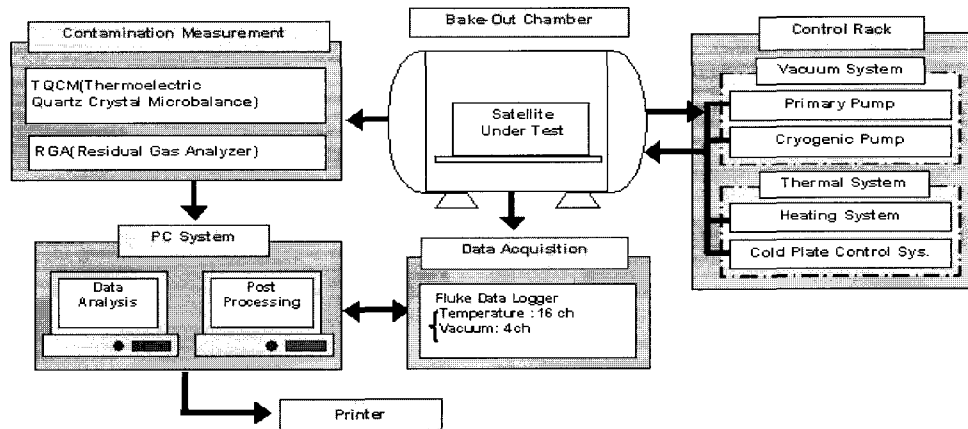 Bake-Out Chamber
Contamination Measurement
TQCM(Thermoelectric
Quartz Crystal Microbalance)
RGA(Residual Gas Analyzer)
Satellite
Under Test
Control Rack
Vacuum System
Primary Pump
Cryogenic Pump
Thermal System
Heating System
Cold Plate Control Sys.
PC System
Data
Analysis
Post
Processing
Data Acquisition
Fluke Data Logger
Temperature : 16 ch
Vacuum: 4 ch
Printer